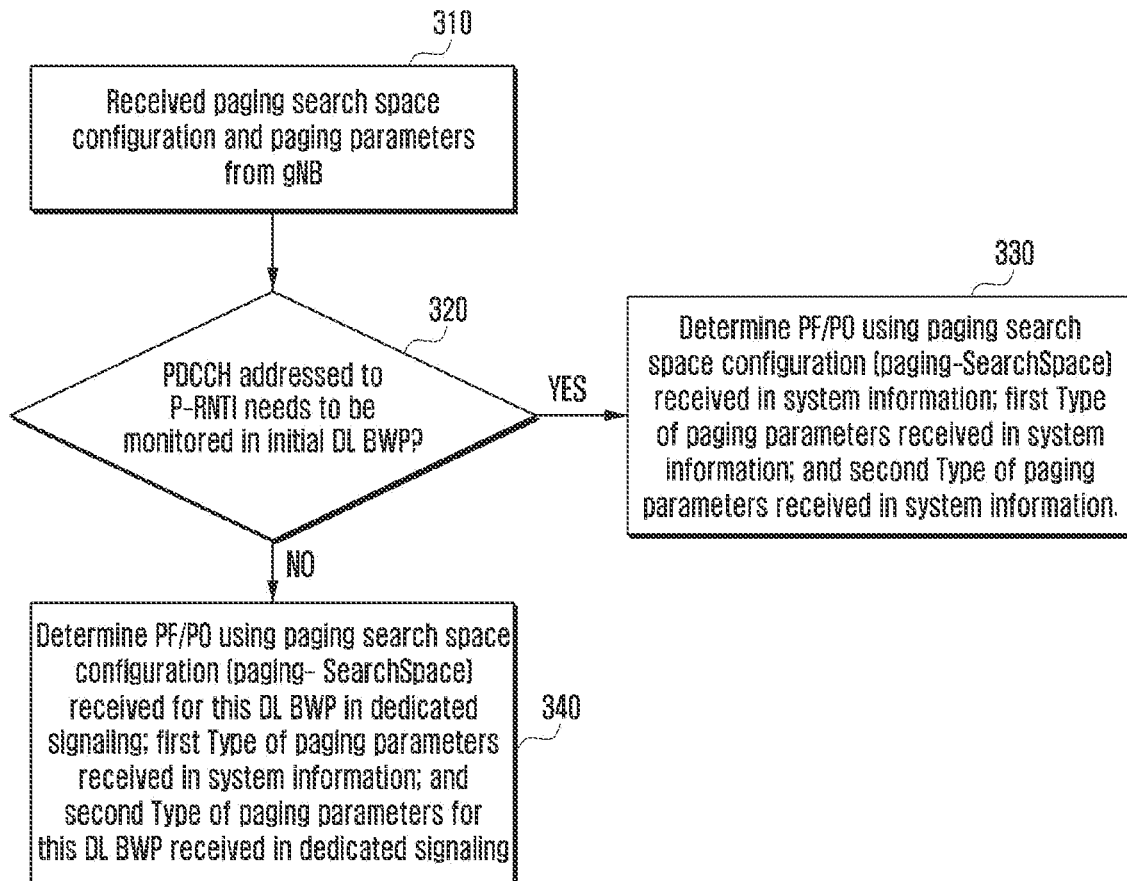 310
Received paging search space
configuration and paging parameters
from gNB
320
PDCCH addressed to
P-RNTI needs to be
monitored in initial DL BWP?
YES
330
Determine PF/PO using paging search
space configuration (paging-SearchSpace)
received in system information; first Type
of paging parameters received in system
information; and second Type of paging
parameters received in system information.
NO
Determine PF/PO using paging search space
configuration (paging- SearchSpace)
received for this DL BWP in dedicated
signaling; first Type of paging parameters
received in system information; and
second Type of paging parameters for
this DL BWP received in dedicated signaling
340